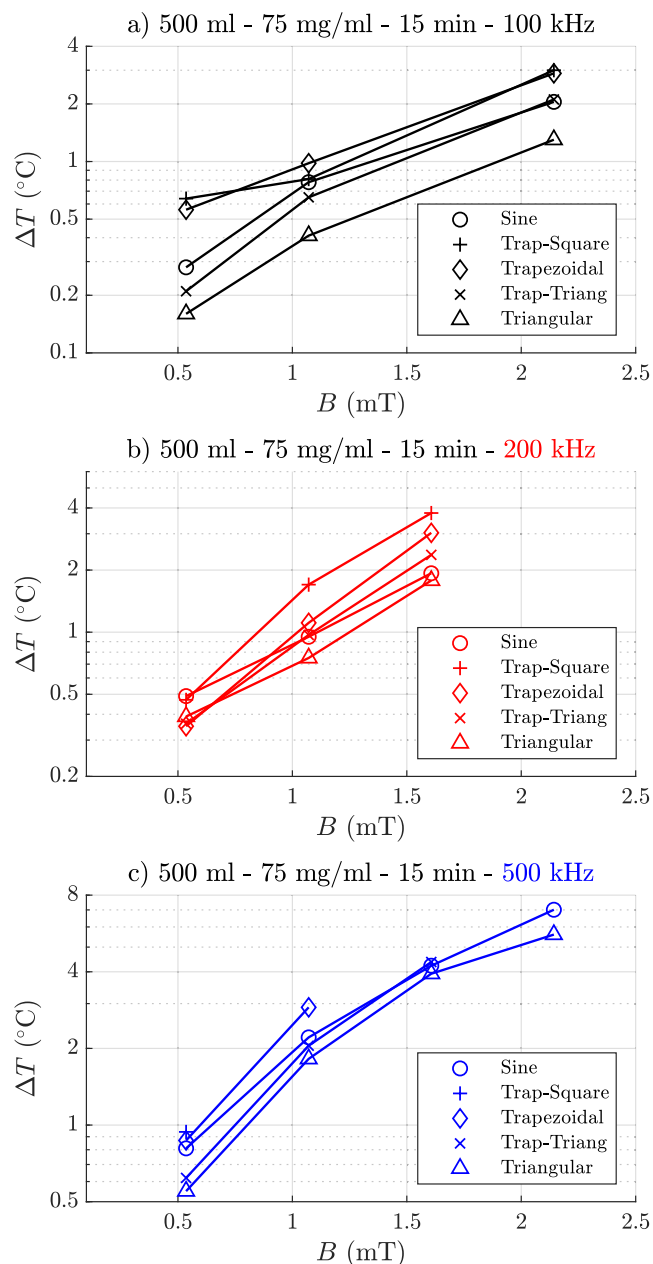 a) 500 ml - 75 mg/ml - 15 min - 100 kHz
4
2
1
0.5
0.2
0.1
ΔT (°C)
Sine
Trap-Square
Trapezoidal
Trap-Triang
Triangular
0.5 1 1.5 2 2.5
B (mT)
b) 500 ml - 75 mg/ml - 15 min - 200 kHz
4
2
1
0.5
0.2
ΔT (°C)
Sine
Trap-Square
Trapezoidal
Trap-Triang
Triangular
0.5 1 1.5 2 2.5
B (mT)
c) 500 ml - 75 mg/ml - 15 min - 500 kHz
8
4
2
1
0.5
ΔT (°C)
Sine
Trap-Square
Trapezoidal
Trap-Triang
Triangular
0.5 1 1.5 2 2.5
B (mT)